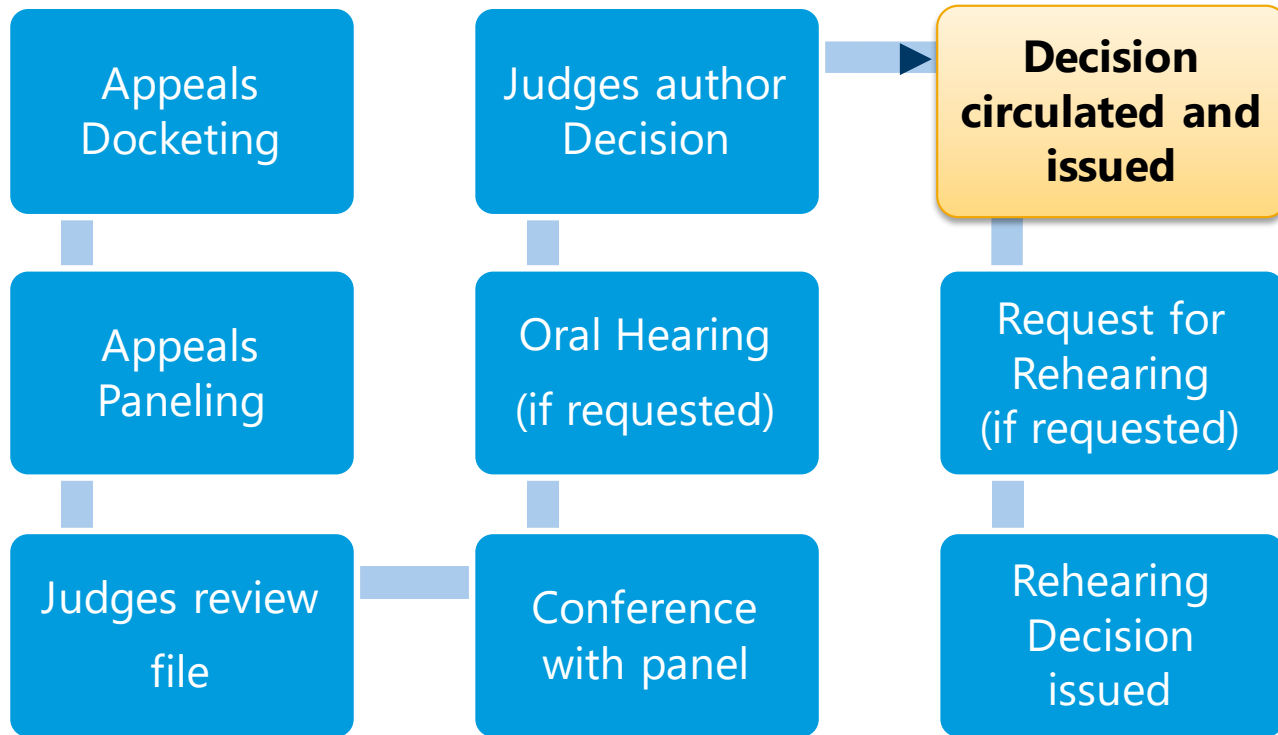 Appeals
Docketing
Appeals
Paneling
Judges review
file
Conference
with panel
Oral Hearing
(if requested)
Judges author
Decision
Decision
circulated and
issued
Request for
Rehearing
(if requested)
Rehearing
Decision
issued